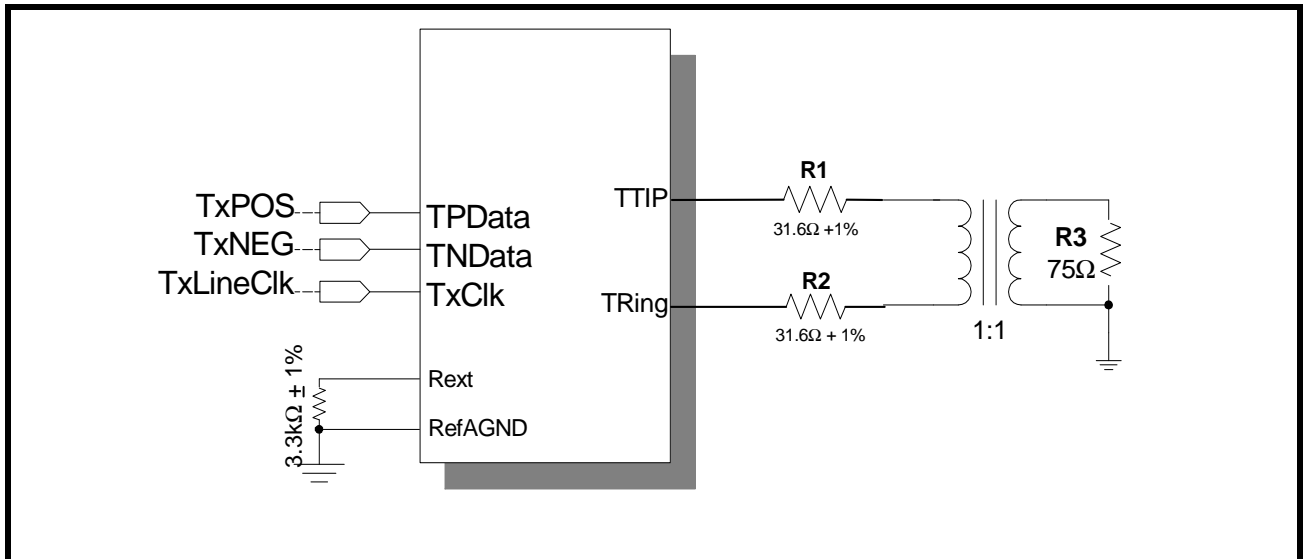 TxPOS
TxNEG
TxLineClk
TPData
TNData
TxClk
3.3kΩ ± 1%
Rext
RefAGND
TTIP
TRing
R1
31.6Ω +1%
R2
31.6Ω + 1%
1:1
R3
75Ω